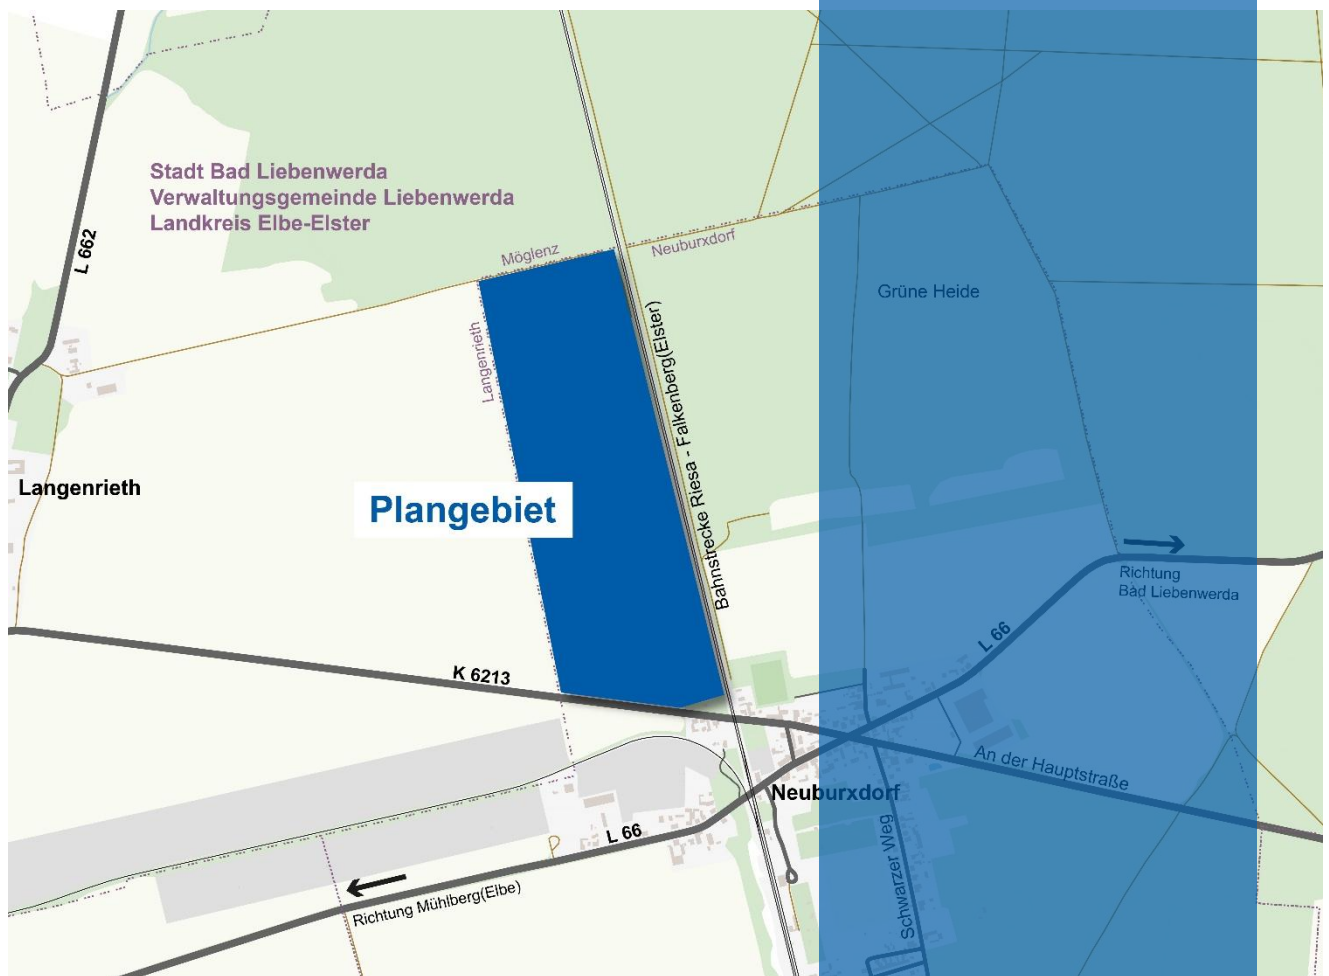 Stadt Bad Liebenwerda
Verwaltungsgemeinde Liebenwerda
Landkreis Elbe-Elster
L 662
Möglenz
Neuburxdorf
Grüne Heide
Langenrieth
Bahnstrecke Riesa - Falkenberg(Elster)
Langenrieth
Plangebiet
Richtung
Bad Liebenwerda
L 66
K 6213
An der Hauptstraße
Neuburxdorf
L 66
Schwarzer Weg
Richtung Mühlberg(Elbe)